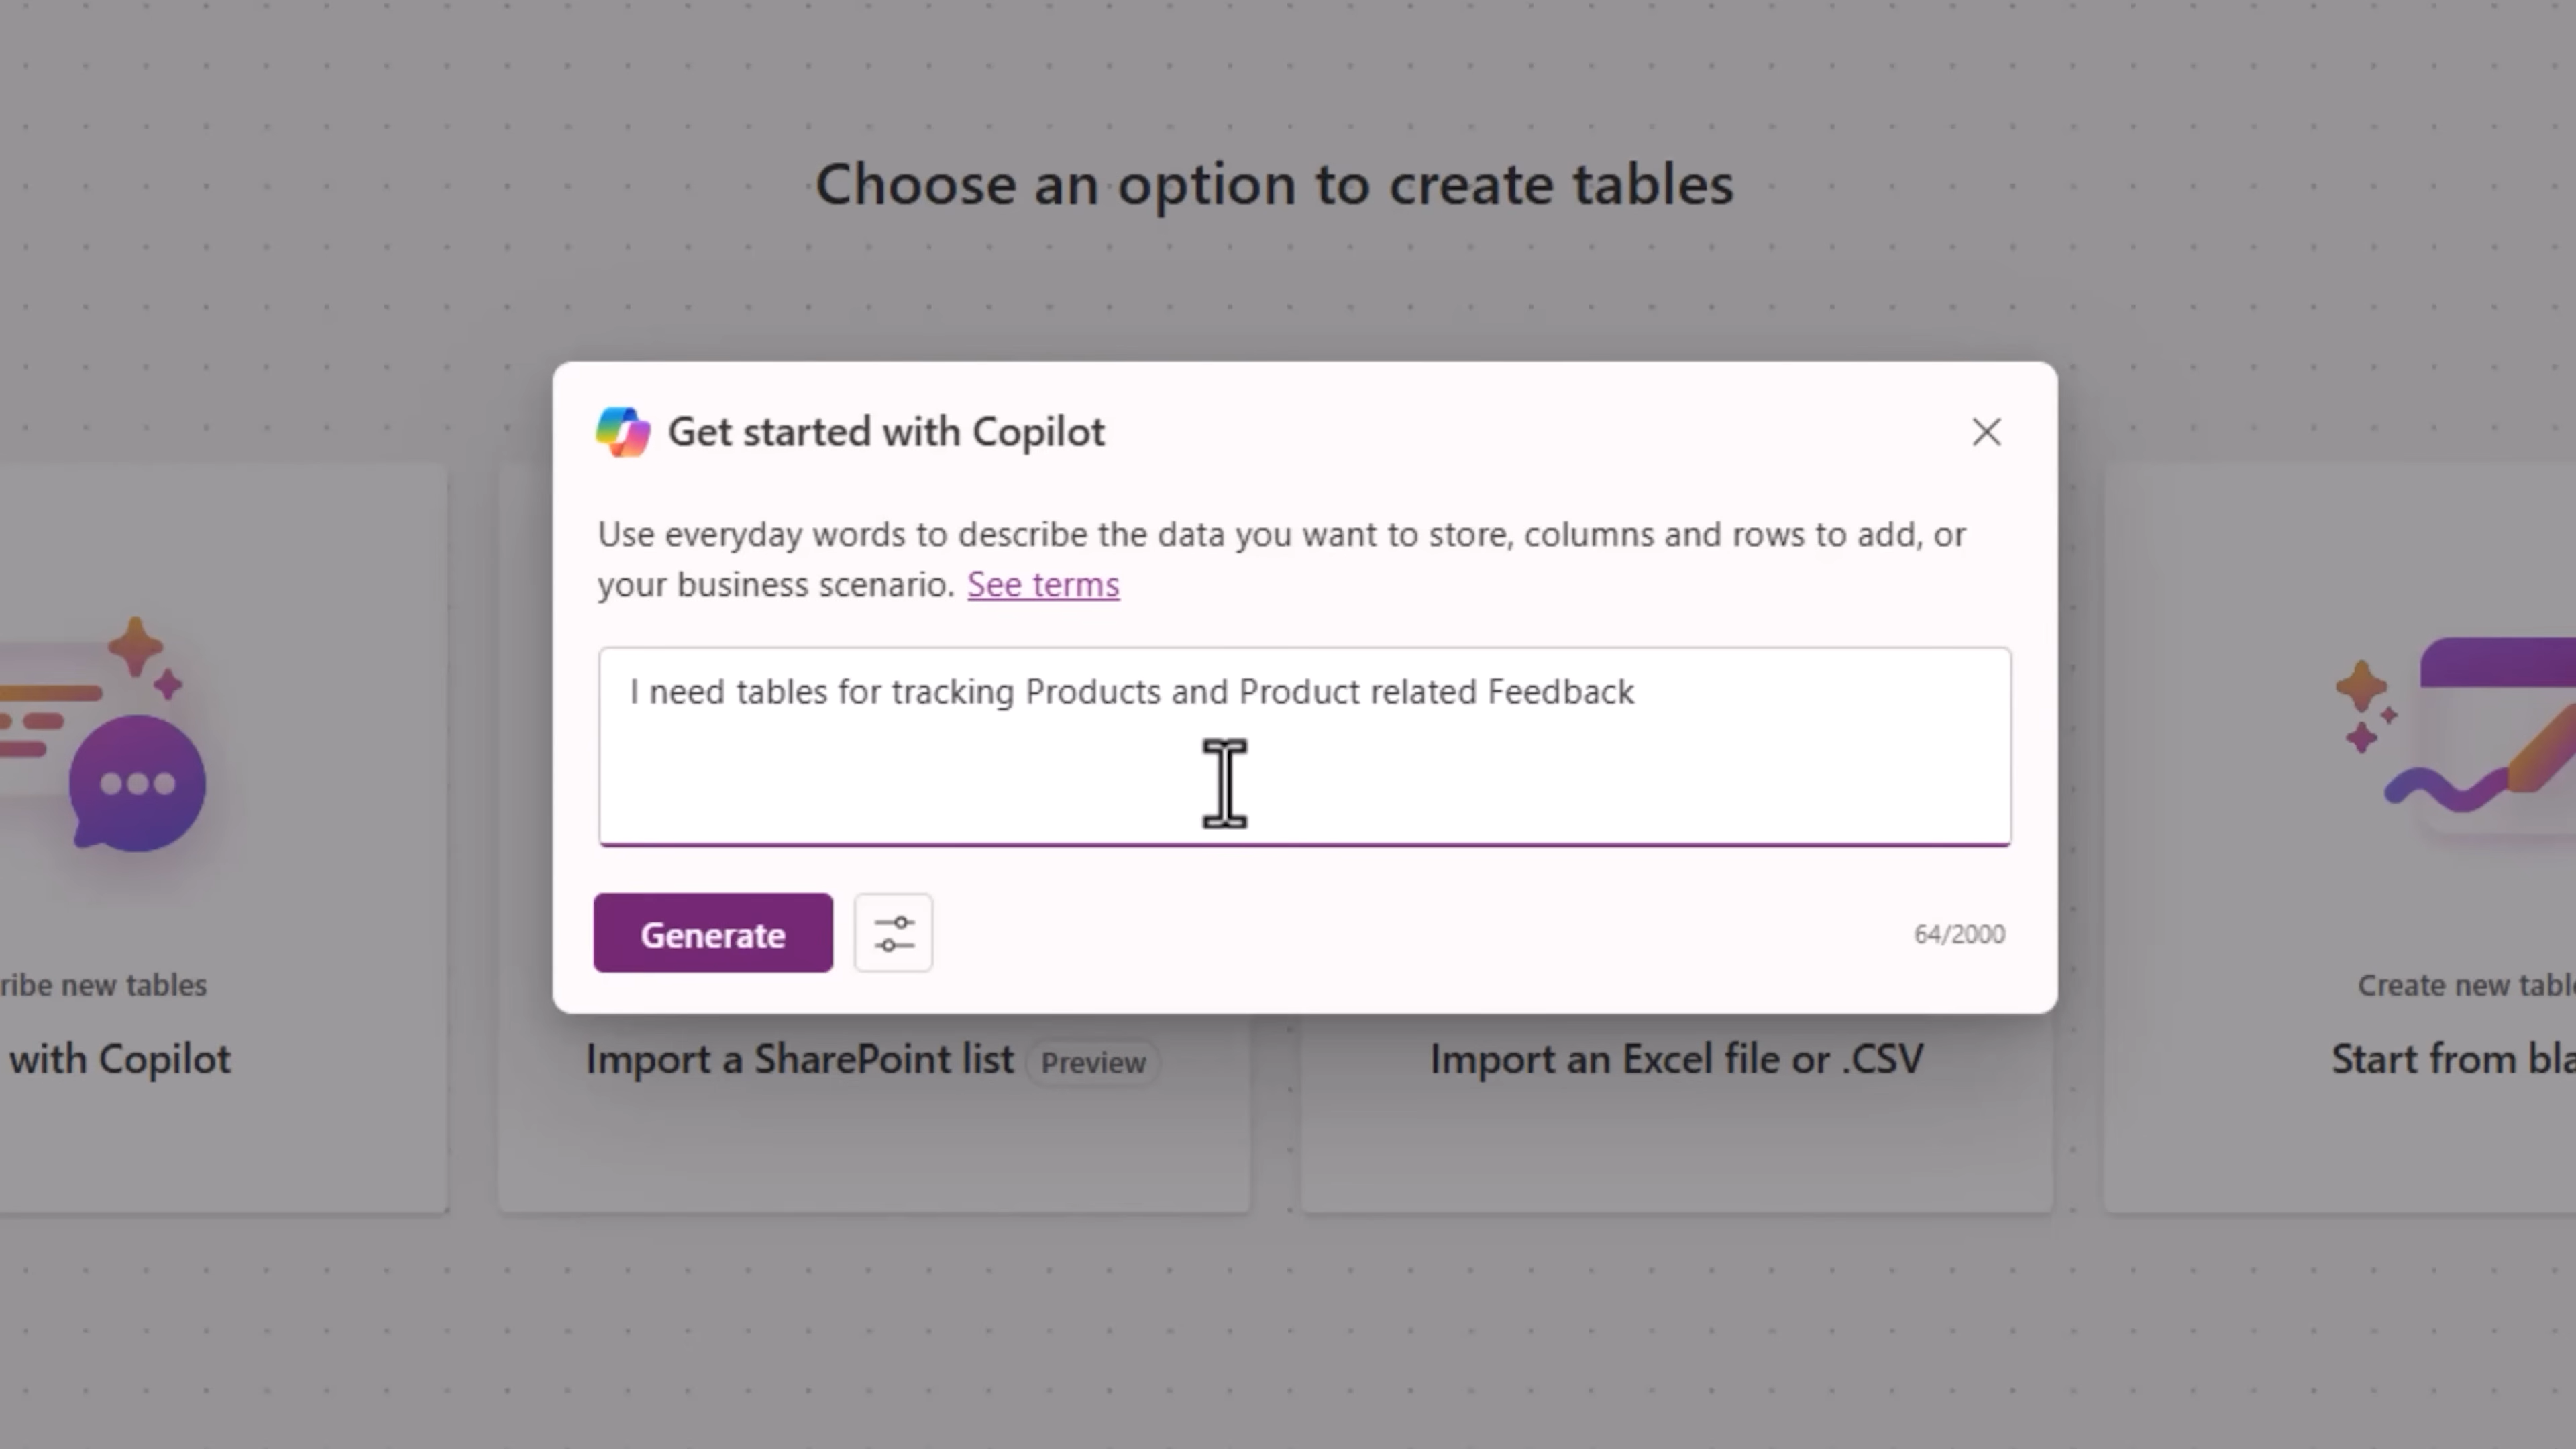 Choose an option to create tables
Get started with Copilot
Use everyday words to describe the data you want to store, columns and rows to add, or
your business scenario. See terms
I need tables for tracking Products and Product related Feedback
Generate
64/2000
ribe new tables
with Copilot
Import a SharePoint list Preview
Import an Excel file or .CSV
Create new tabl
Start from bla